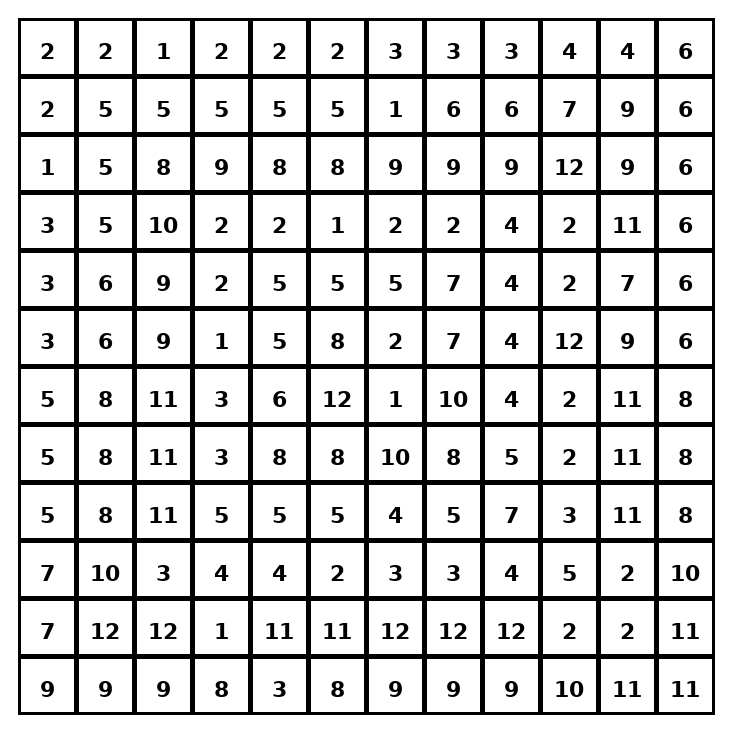 2 2 1 2 2 2 3 3 3 4 4 6
2 5 5 5 5 5 1 6 6 7 9 6
1 5 8 9 8 8 9 9 9 12 9 6
3 5 10 2 2 1 2 2 4 2 11 6
3 6 9 2 5 5 5 7 4 2 7 6
3 6 9 1 5 8 2 7 4 12 9 6
5 8 11 3 6 12 1 10 4 2 11 8
5 8 11 3 8 8 10 8 5 2 11 8
5 8 11 5 5 5 4 5 7 3 11 8
7 10 3 4 4 2 3 3 4 5 2 10
7 12 12 1 11 11 12 12 12 2 2 11
9 9 9 8 3 8 9 9 9 10 11 11